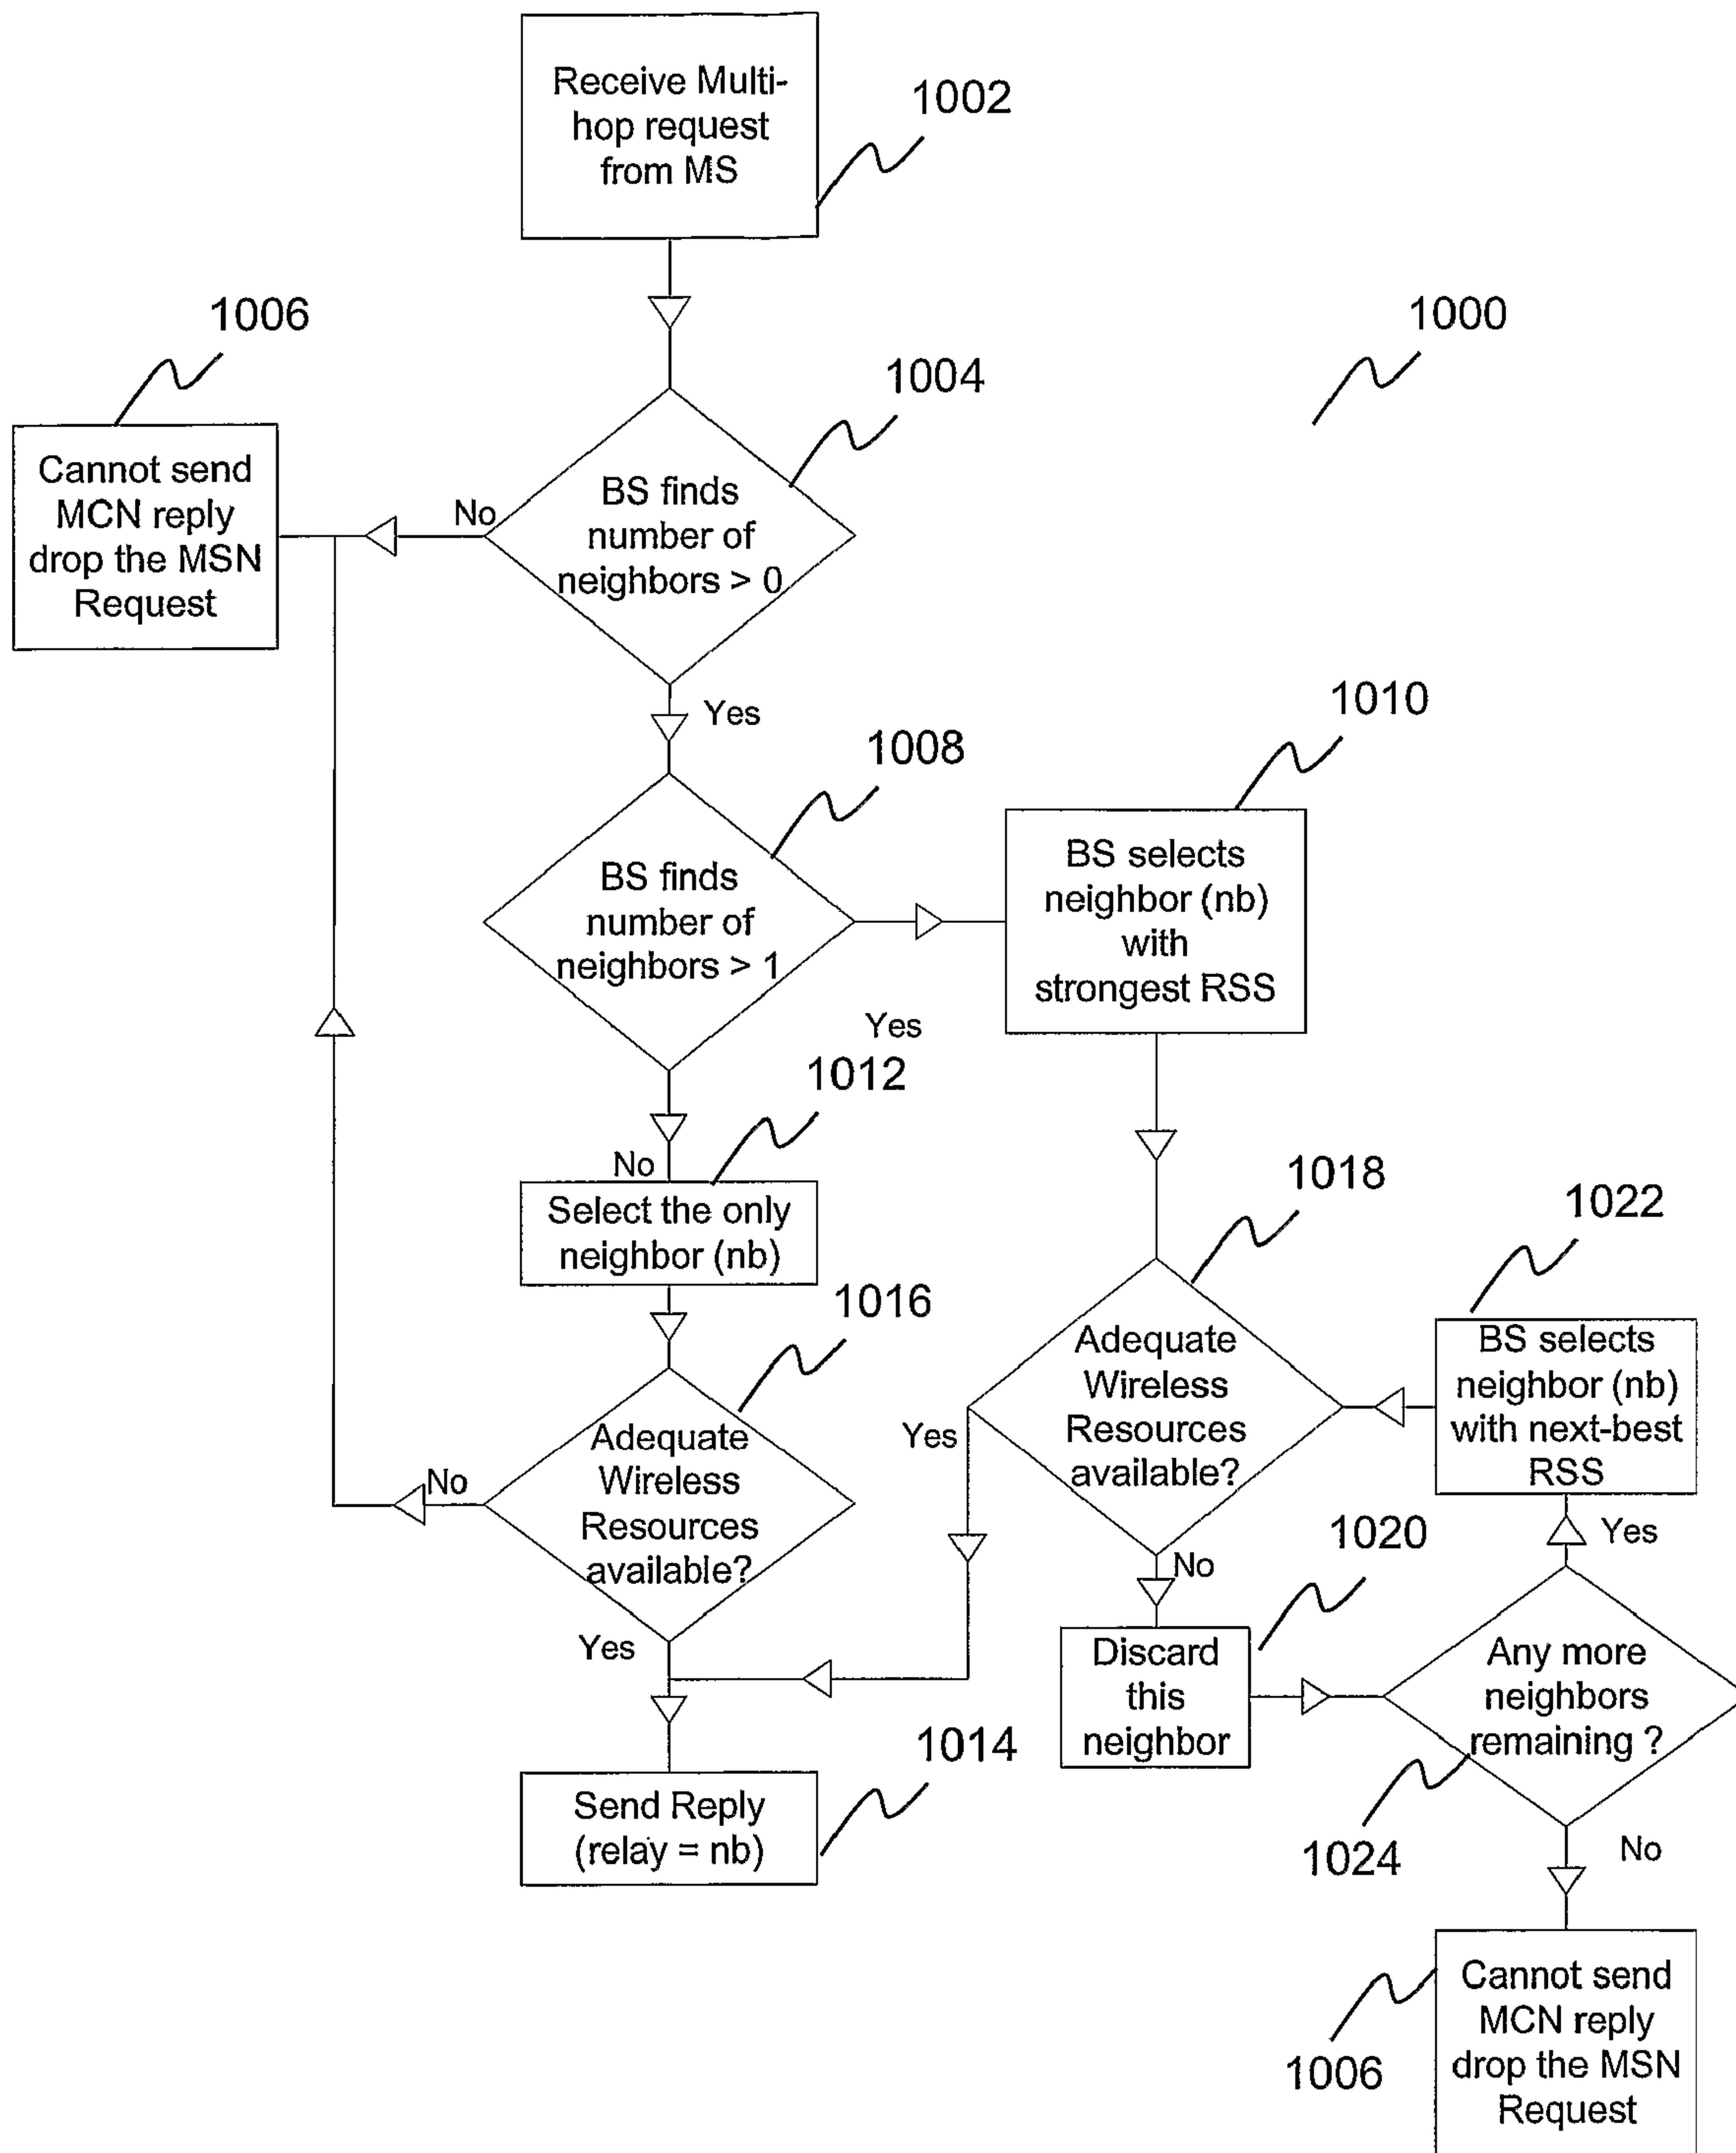 Receive Multi-
hop request
from MS
1002
1006
1000
1004
Cannot send
MCN reply
drop the MSN
Request
No
BS finds
number of
neighbors > 0
Yes
1010
1008
BS finds
number of
neighbors > 1
BS selects
neighbor (nb)
with
strongest RSS
Yes
1012
No
Select the only
neighbor (nb)
1018
1022
1016
Adequate
Wireless
Resources
available?
BS selects
neighbor (nb)
with next-best
RSS
Yes
No
Adequate
Wireless
Resources
available?
1020
Yes
No
Yes
Discard
this
neighbor
Any more
neighbors
remaining ?
1014
Send Reply
(relay = nb)
1024
No
1006
Cannot send
MCN reply
drop the MSN
Request